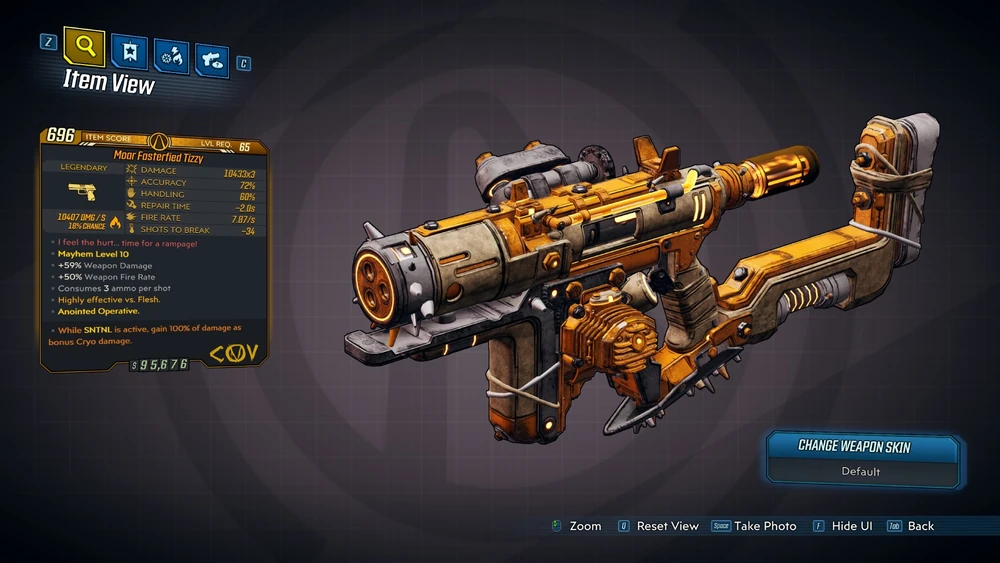 Z
C
Item View
696 ITEM SCORE LVL REQ. 65
Moar Fasterfied Tizzy
LEGENDARY
DAMAGE 10433x3
ACCURACY 72%
HANDLING 60%
REPAIR TIME -2.0s
FIRE RATE 7.87/s
SHOTS TO BREAK ~34
10407 DMG / S
18% CHANCE
I feel the hurt... time for a rampage!
Mayhem Level 10
+59% Weapon Damage
+50% Weapon Fire Rate
Consumes 3 ammo per shot
Highly effective vs. Flesh.
Anointed Operative.
While SNTNL is active, gain 100% of damage as
bonus Cryo damage.
COV
$ 95,676
CHANGE WEAPON SKIN
Default
Zoom Q Reset View Space Take Photo F Hide UI Tab Back